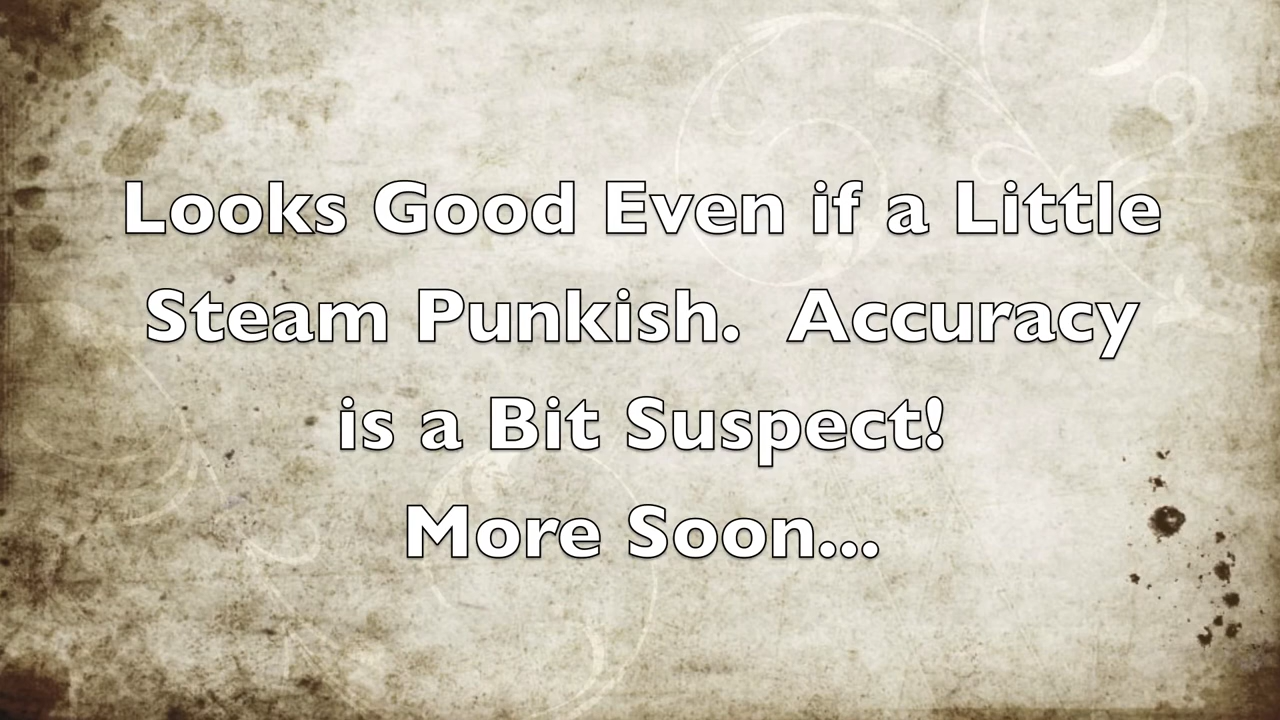 Looks Good Even if a Little
Steam Punkish.  Accuracy
is a Bit Suspect!
More Soon...